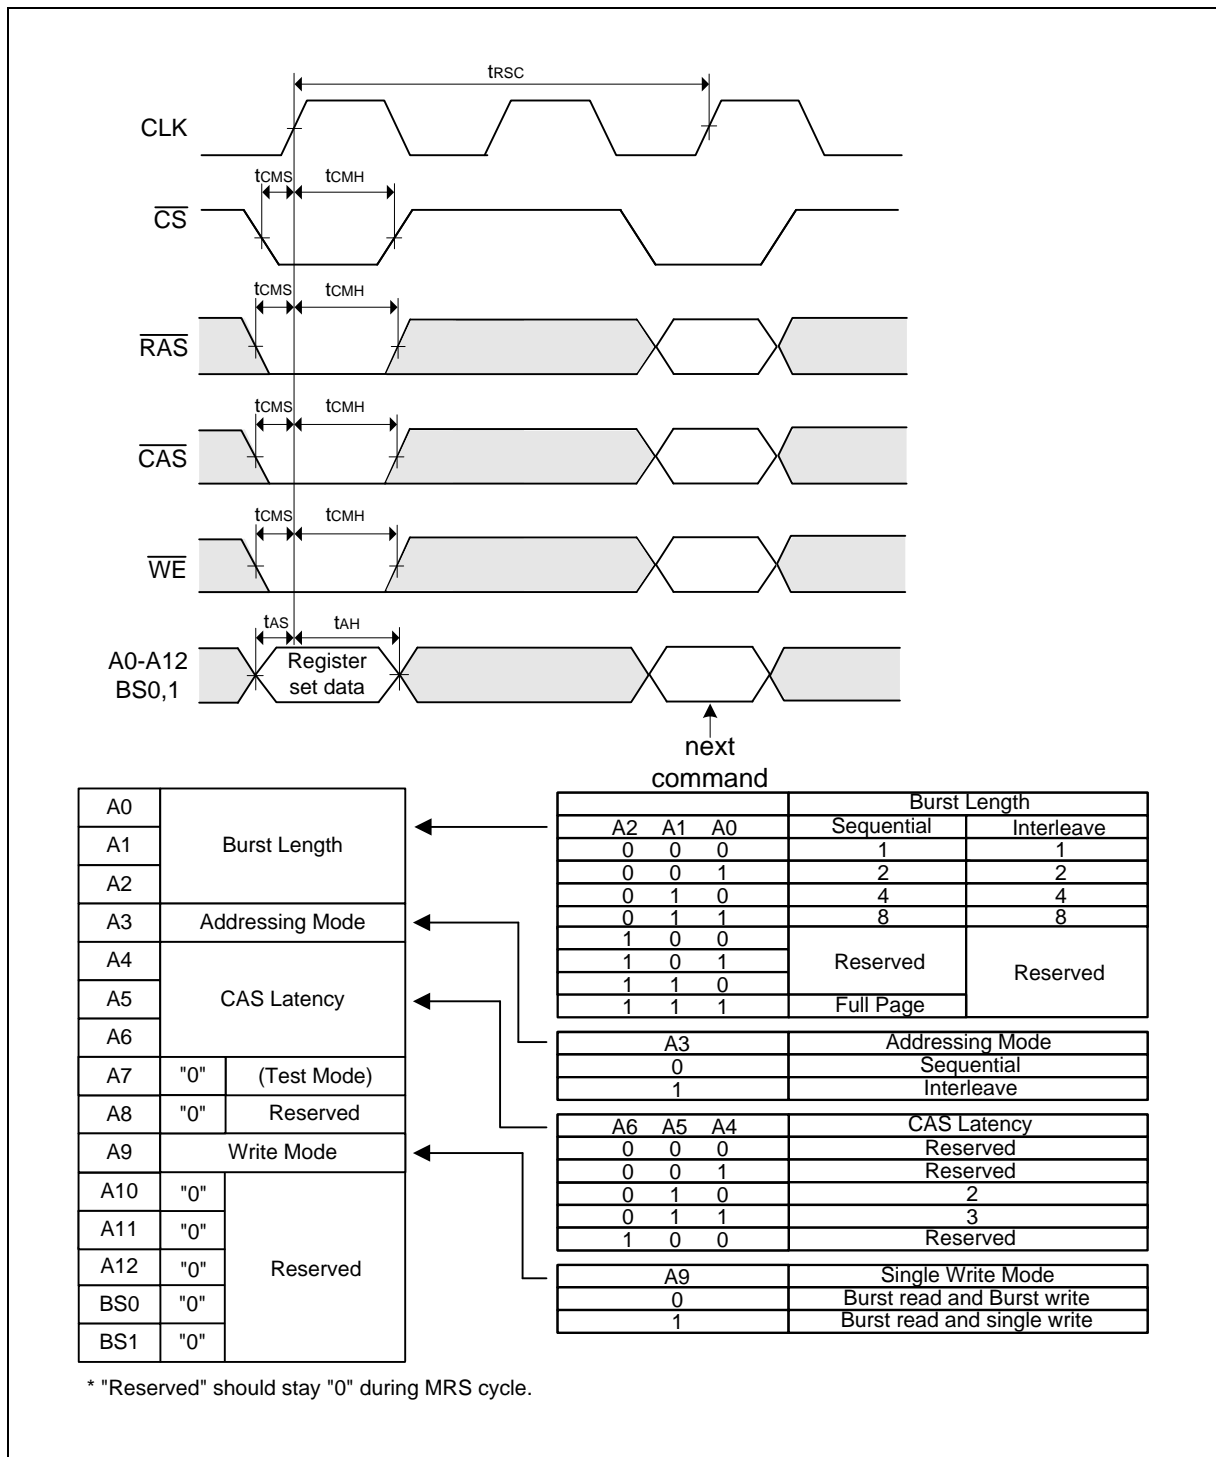 tRSC
CLK
tCMS tCMH
CS
tCMS tCMH
RAS
tCMS tCMH
CAS
tCMS tCMH
WE
tAS tAH
A0-A12
BS0,1
Register
set data
next
command
A0
A1
A2
Burst Length
A3 Addressing Mode
A4
A5
A6
CAS Latency
A7 "0" (Test Mode)
A8 "0" Reserved
A9 Write Mode
A10 "0"
A11 "0"
A12 "0"
BS0 "0"
BS1 "0"
Reserved
Burst Length
A2 A1 A0 Sequential Interleave
0 0 0 1 1
0 0 1 2 2
0 1 0 4 4
0 1 1 8 8
1 0 0
1 0 1
1 1 0
Reserved
1 1 1 Full Page
Reserved
A3 Addressing Mode
0 Sequential
1 Interleave
A6 A5 A4 CAS Latency
0 0 0 Reserved
0 0 1 Reserved
0 1 0 2
0 1 1 3
1 0 0 Reserved
A9 Single Write Mode
0 Burst read and Burst write
1 Burst read and single write
* "Reserved" should stay "0" during MRS cycle.